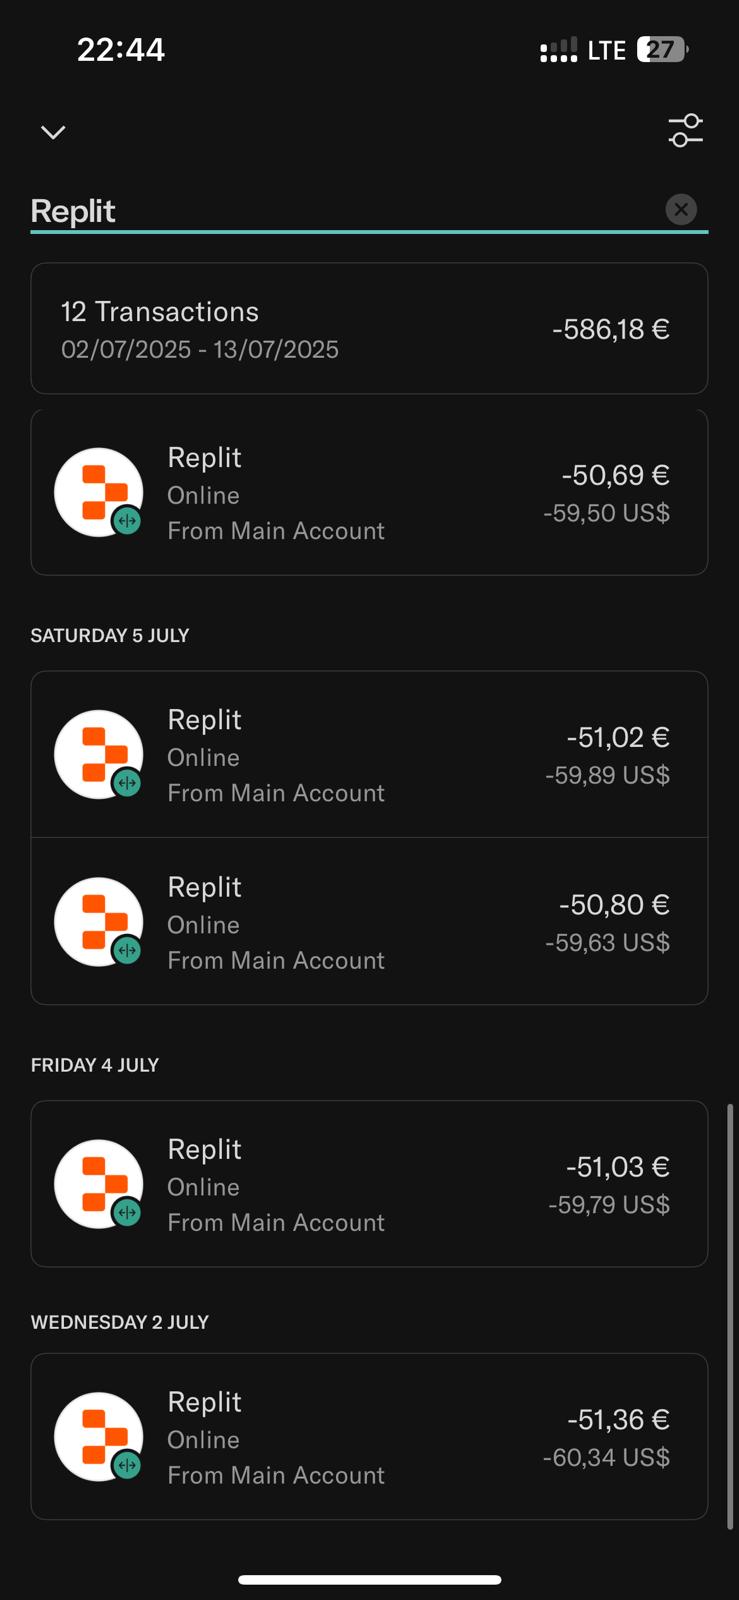 22:44
LTE 27
Replit
12 Transactions
-586,18 €
02/07/2025 - 13/07/2025
Replit
-50,69 €
Online
-59,50 US$
From Main Account
SATURDAY 5 JULY
Replit
-51,02 €
Online
-59,89 US$
From Main Account
Replit
-50,80 €
Online
-59,63 US$
From Main Account
FRIDAY 4 JULY
Replit
-51,03 €
Online
-59,79 US$
From Main Account
WEDNESDAY 2 JULY
Replit
-51,36 €
Online
-60,34 US$
From Main Account